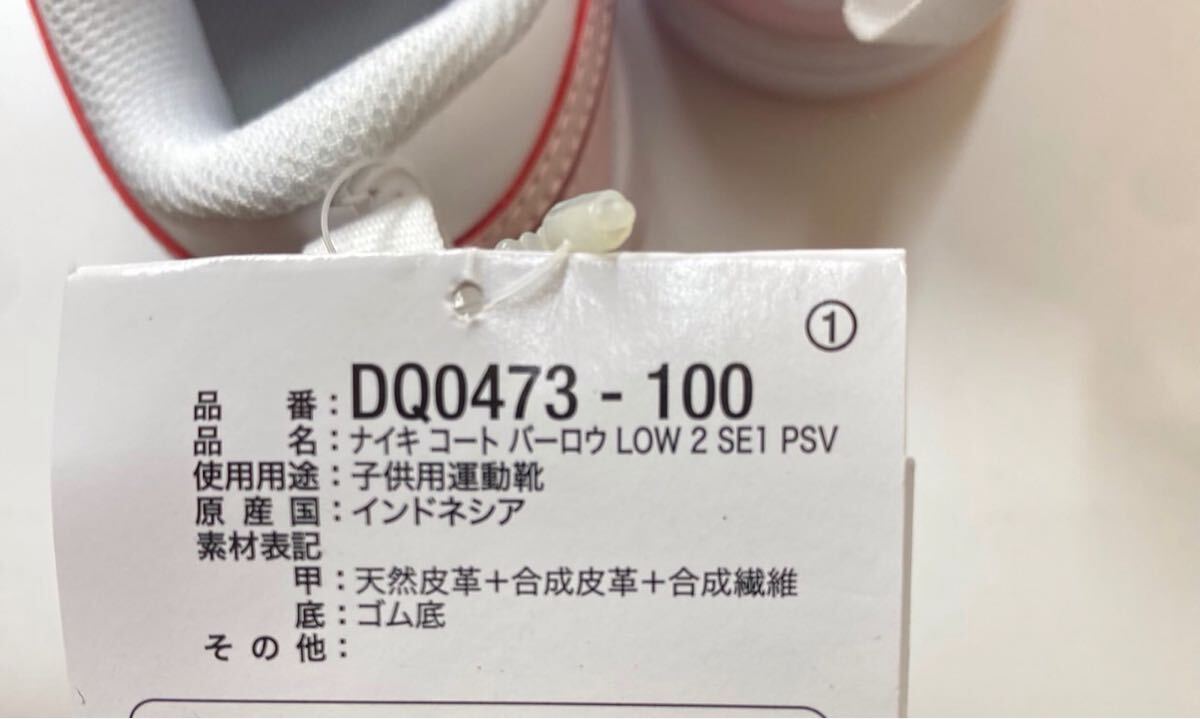 ①
品 番：DQ0473 - 100
品 名：ナイキ コート バーロウ LOW 2 SE1 PSV
使用用途：子供用運動靴
原 産 国：インドネシア
素材表記
甲：天然皮革＋合成皮革＋合成繊維
底：ゴム底
そ の 他：